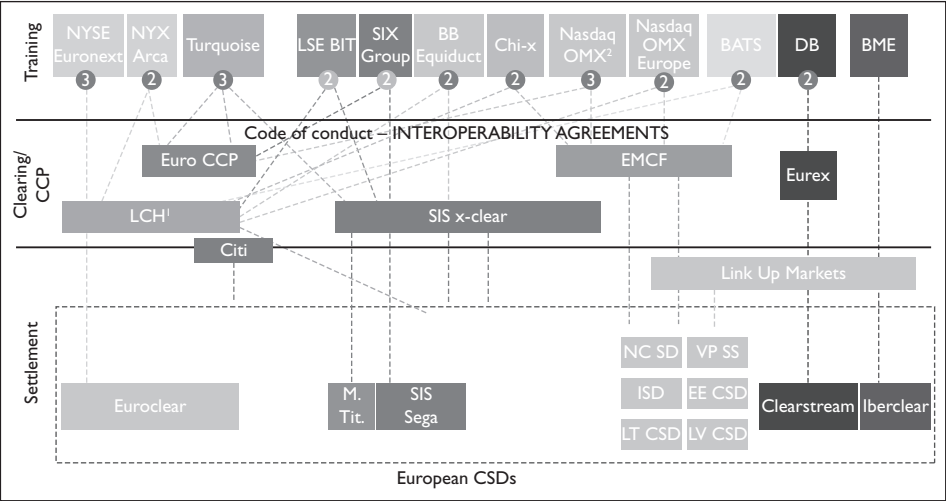 Training
NYSE
Euronext
NYX
Arca
Turquoise
LSE BIT
SIX
Group
BB
Equiduct
Chi-x
Nasdaq
OMX²
Nasdaq
OMX
Europe
BATS
DB
BME
3
2
3
2
2
2
2
3
2
2
2
Code of conduct – INTEROPERABILITY AGREEMENTS
Clearing/
CCP
Euro CCP
EMCF
Eurex
LCH¹
SIS x-clear
Citi
Link Up Markets
Settlement
NC SD
VP SS
Euroclear
M.
Tit.
SIS
Sega
ISD
EE CSD
Clearstream
Iberclear
LT CSD
LV CSD
European CSDs